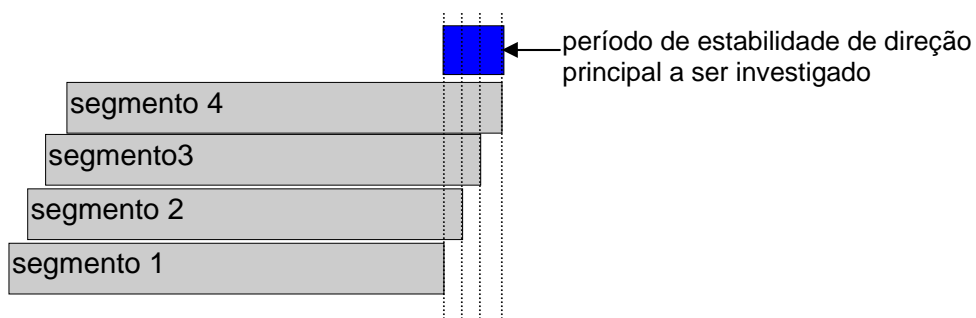 período de estabilidade de direção
principal a ser investigado
segmento 4
segmento3
segmento 2
segmento 1